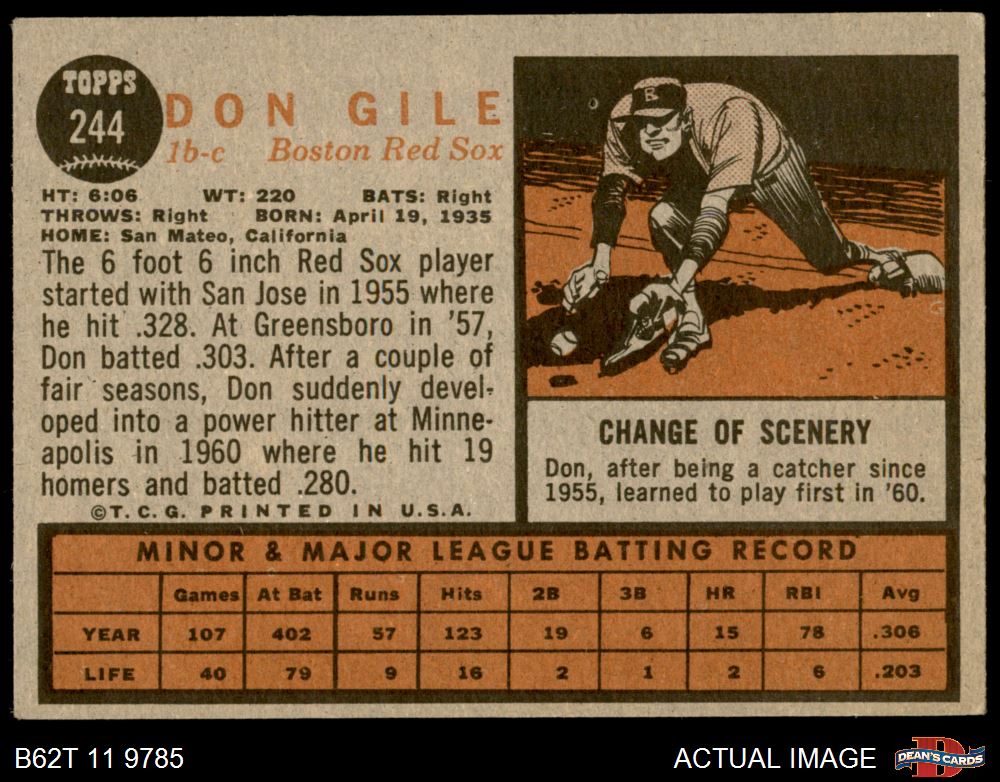 TOPPS
244
DON GILE
1b-c Boston Red Sox
HT: 6:06 WT: 220 BATS: Right
THROWS: Right BORN: April 19, 1935
HOME: San Mateo, California
The 6 foot 6 inch Red Sox player
started with San Jose in 1955 where
he hit .328. At Greensboro in '57,
Don batted .303. After a couple of
fair seasons, Don suddenly devel-
oped into a power hitter at Minne-
apolis in 1960 where he hit 19
homers and batted .280.
©T.C.G. PRINTED IN U.S.A.
B
CHANGE OF SCENERY
Don, after being a catcher since
1955, learned to play first in '60.
MINOR & MAJOR LEAGUE BATTING RECORD
Games At Bat Runs Hits 2B 3B HR RBI Avg
YEAR 107 402 57 123 19 6 15 78 .306
LIFE 40 79 9 16 2 1 2 6 .203
B62T 11 9785
ACTUAL IMAGE
D
DEAN'S CARDS